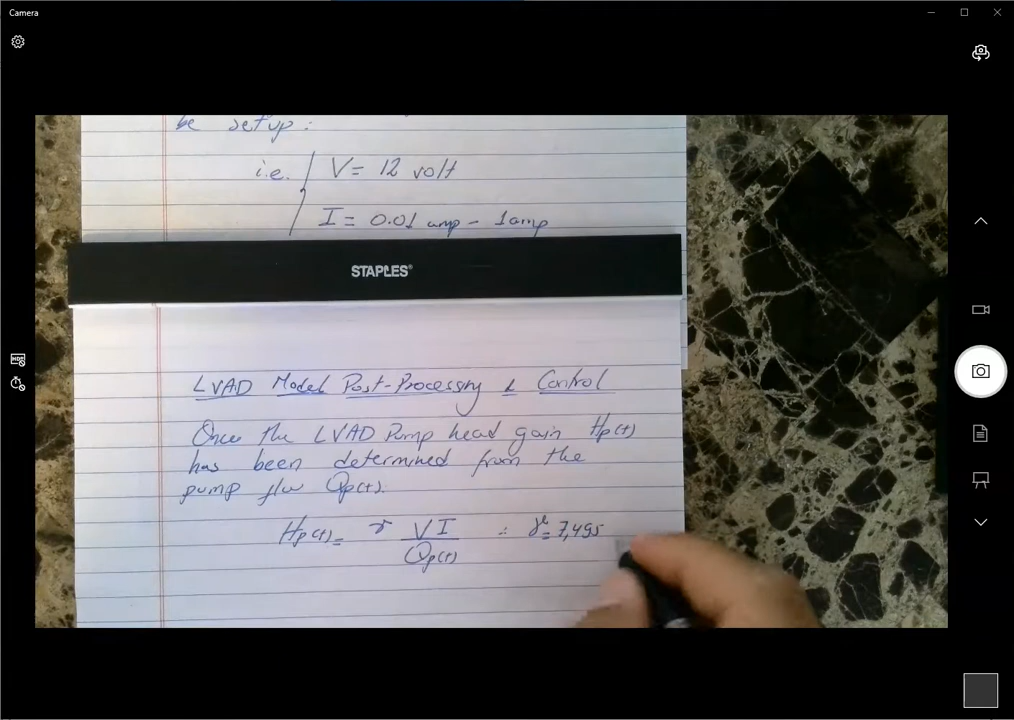 Camera
be setup:
i.e. V = 12 volt
I = 0.01 amp - 1amp
STAPLES®
LVAD Model Post-Processing & Control
Once the LVAD Pump head gain Hp(t)
has been determined from the
pump flow Qp(t).
Hp(t) = γ VI / Qp(t) ∴ γ = 7,495